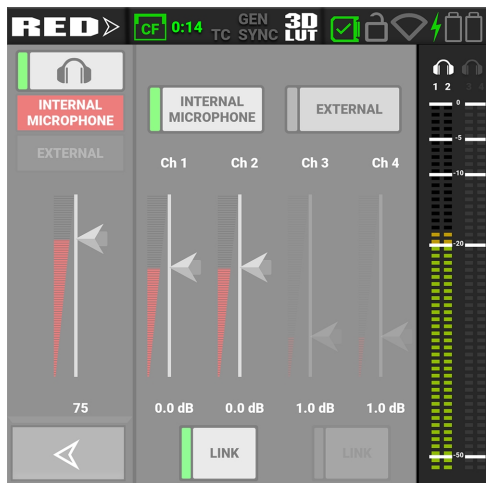 RED
CF 0:14
GEN
TC SYNC
3D
LUT
INTERNAL
MICROPHONE
EXTERNAL
75
INTERNAL
MICROPHONE
EXTERNAL
Ch 1 Ch 2 Ch 3 Ch 4
0.0 dB 0.0 dB 1.0 dB 1.0 dB
LINK LINK
1 2 3 4
0
-5
-10
-20
-50